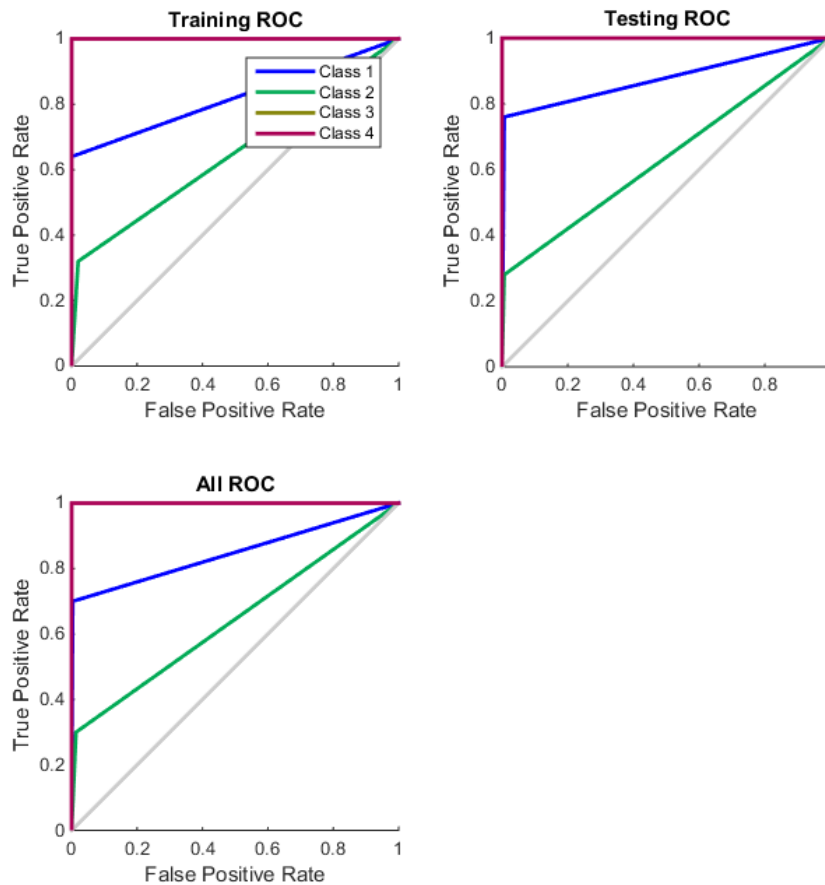 Training ROC
True Positive Rate
1
0.8
0.6
0.4
0.2
0
Class 1
Class 2
Class 3
Class 4
0 0.2 0.4 0.6 0.8 1
False Positive Rate
Testing ROC
True Positive Rate
1
0.8
0.6
0.4
0.2
0
0 0.2 0.4 0.6 0.8
False Positive Rate
All ROC
True Positive Rate
1
0.8
0.6
0.4
0.2
0
0 0.2 0.4 0.6 0.8 1
False Positive Rate